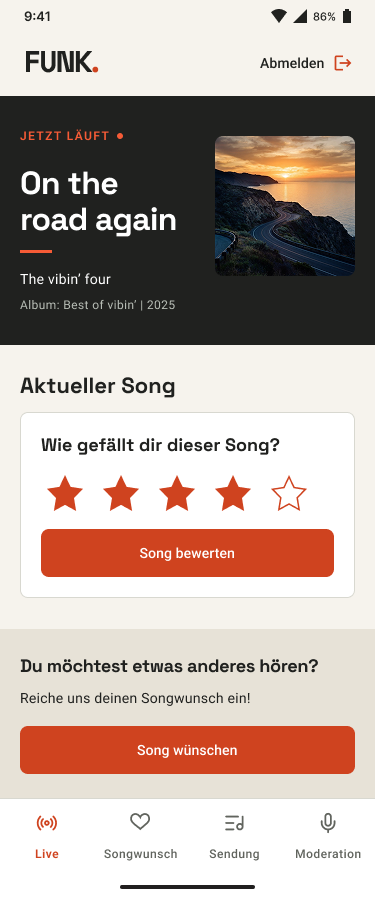 9:41
86%
FUNK.
Abmelden
JETZT LÄUFT
On the
road again
The vibin’ four
Album: Best of vibin’ | 2025
Aktueller Song
Wie gefällt dir dieser Song?
Song bewerten
Du möchtest etwas anderes hören?
Reiche uns deinen Songwunsch ein!
Song wünschen
Live
Songwunsch
Sendung
Moderation